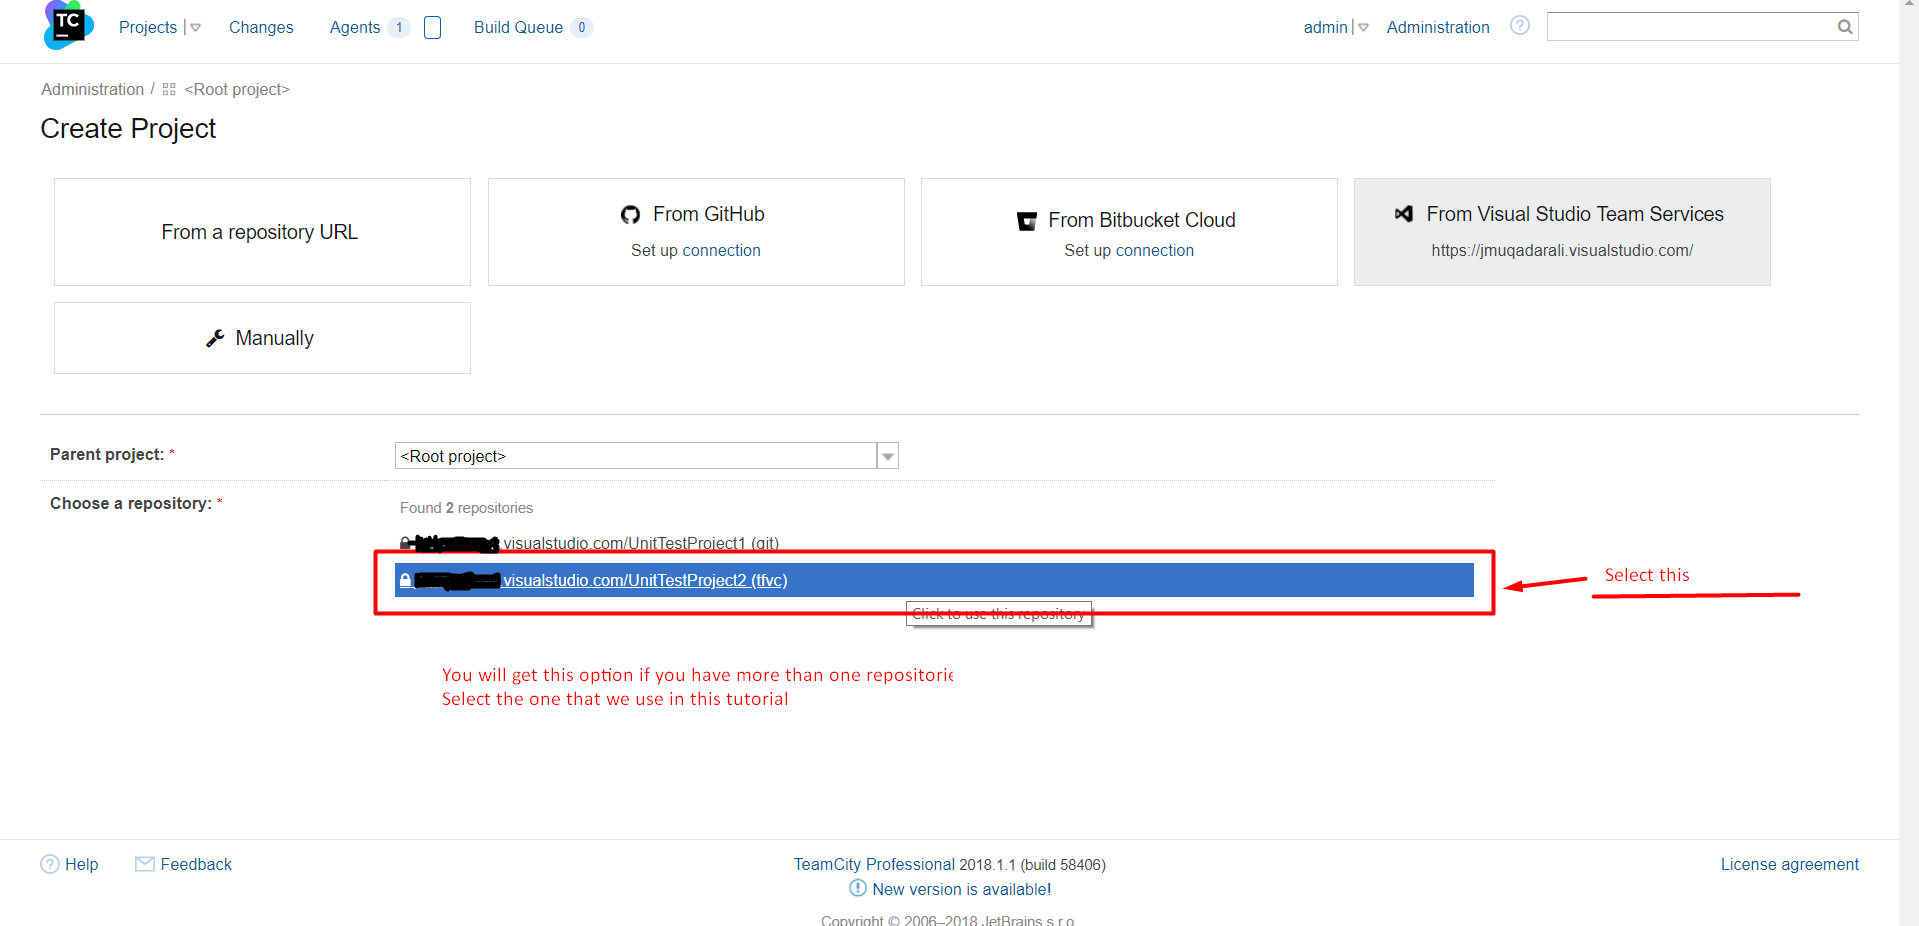 TC
Projects
Changes
Agents 1
Build Queue 0
admin
Administration
?
Administration / <Root project>
Create Project
From a repository URL
From GitHub
Set up connection
From Bitbucket Cloud
Set up connection
From Visual Studio Team Services
https://jmuqadarali.visualstudio.com/
Manually
Parent project: *
<Root project>
Choose a repository: *
Found 2 repositories
.visualstudio.com/UnitTestProject1 (git)
.visualstudio.com/UnitTestProject2 (tfvc)
Select this
Click to use this repository
You will get this option if you have more than one repositorie
Select the one that we use in this tutorial
? Help
Feedback
TeamCity Professional 2018.1.1 (build 58406)
License agreement
New version is available!
Copyright © 2006–2018 JetBrains s.r.o.